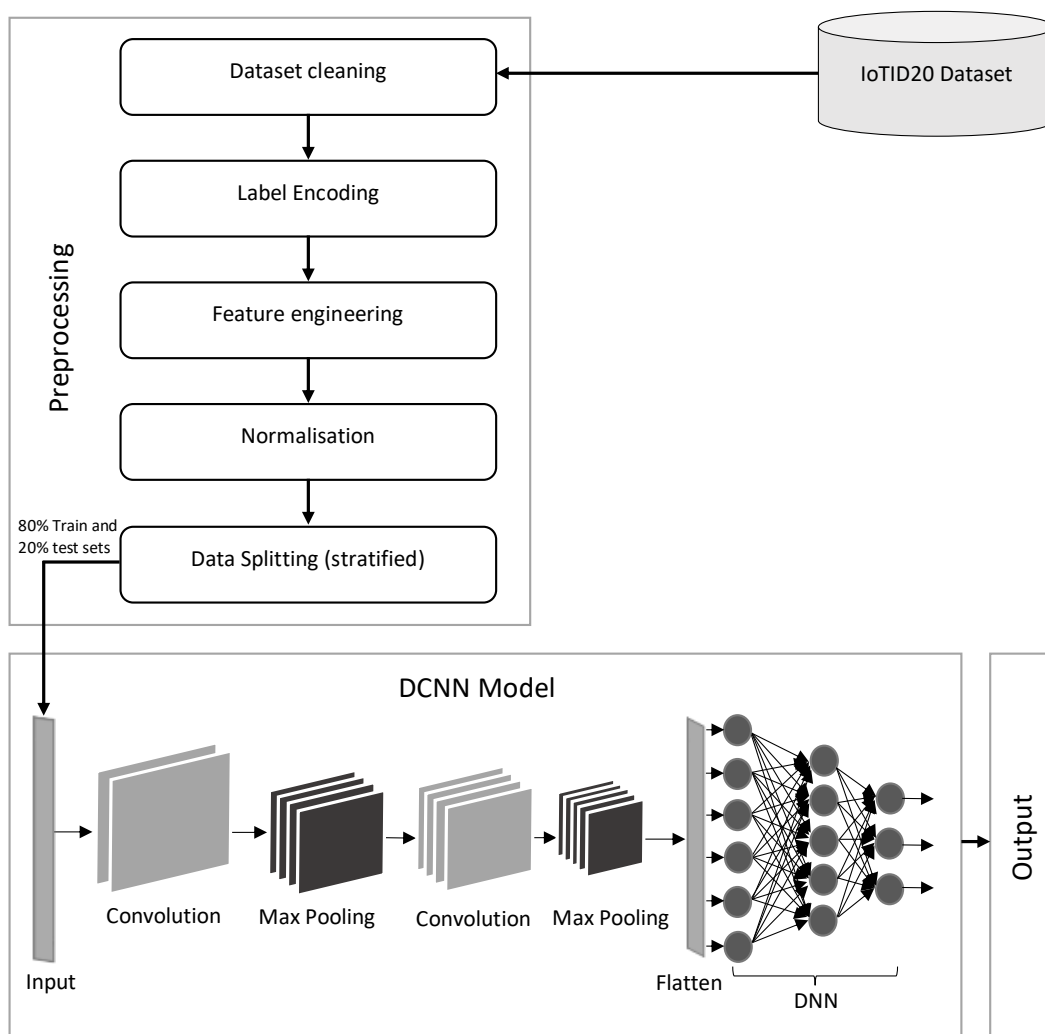 IoTID20 Dataset
Preprocessing
Dataset cleaning
Label Encoding
Feature engineering
Normalisation
Data Splitting (stratified)
80% Train and
20% test sets
DCNN Model
Input
Convolution
Max Pooling
Convolution
Max Pooling
Flatten
DNN
Output